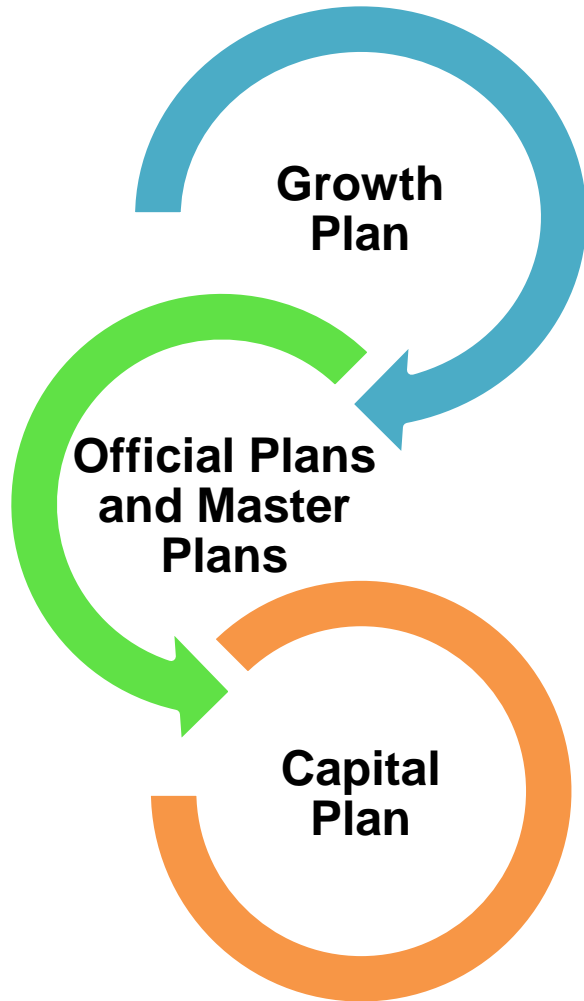 Growth
Plan
Official Plans
and Master
Plans
Capital
Plan